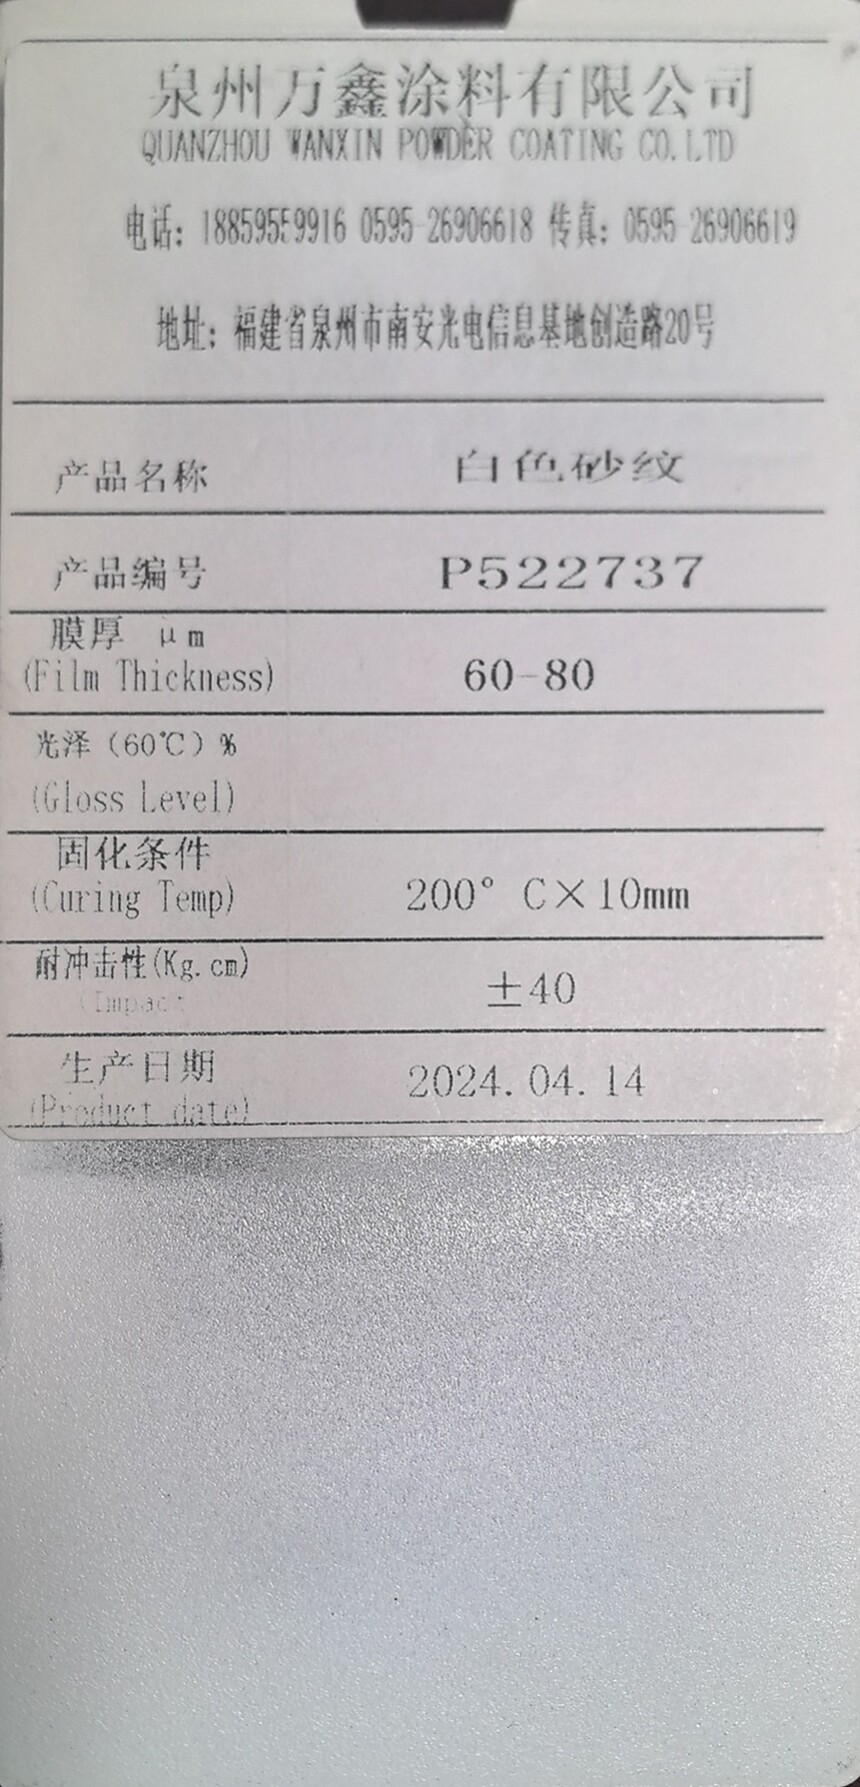 泉州万鑫涂料有限公司
QUANZHOU WANXIN POWDER COATING CO.LTD
电话：18859559916 0595-26906618 传真：0595-26906619
地址：福建省泉州市南安光电信息基地创造路20号
产品名称 白色砂纹
产品编号 P522737
膜厚 μm
(Film Thickness) 60-80
光泽（60℃）%
(Gloss Level)
固化条件
(Curing Temp) 200° C×10mm
耐冲击性(Kg.cm)
(Impact ±40
生产日期
(Product date) 2024.04.14